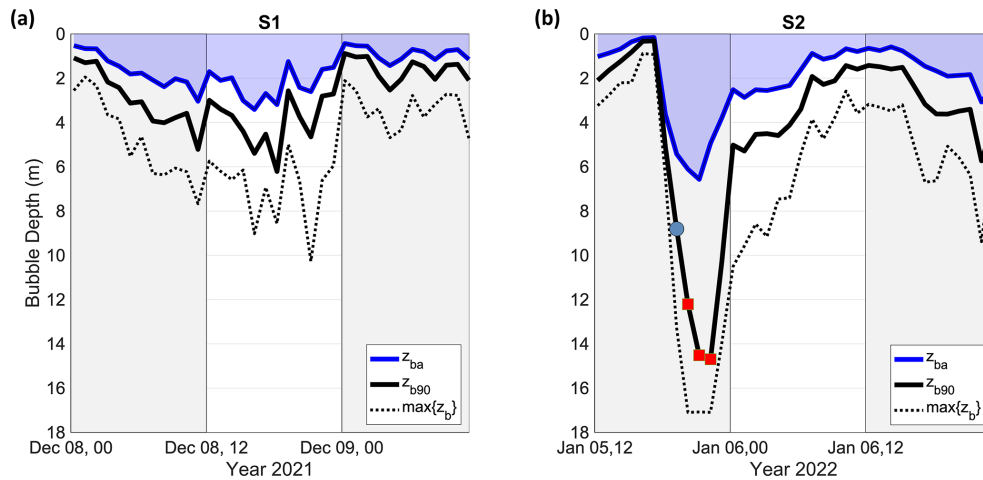 (a)
S1
Bubble Depth (m)
0
2
4
6
8
10
12
14
16
18
z_ba
z_b90
max{z_b}
Dec 08, 00
Dec 08, 12
Dec 09, 00
Year 2021
(b)
S2
0
2
4
6
8
10
12
14
16
18
z_ba
z_b90
max{z_b}
Jan 05,12
Jan 06,00
Jan 06,12
Year 2022